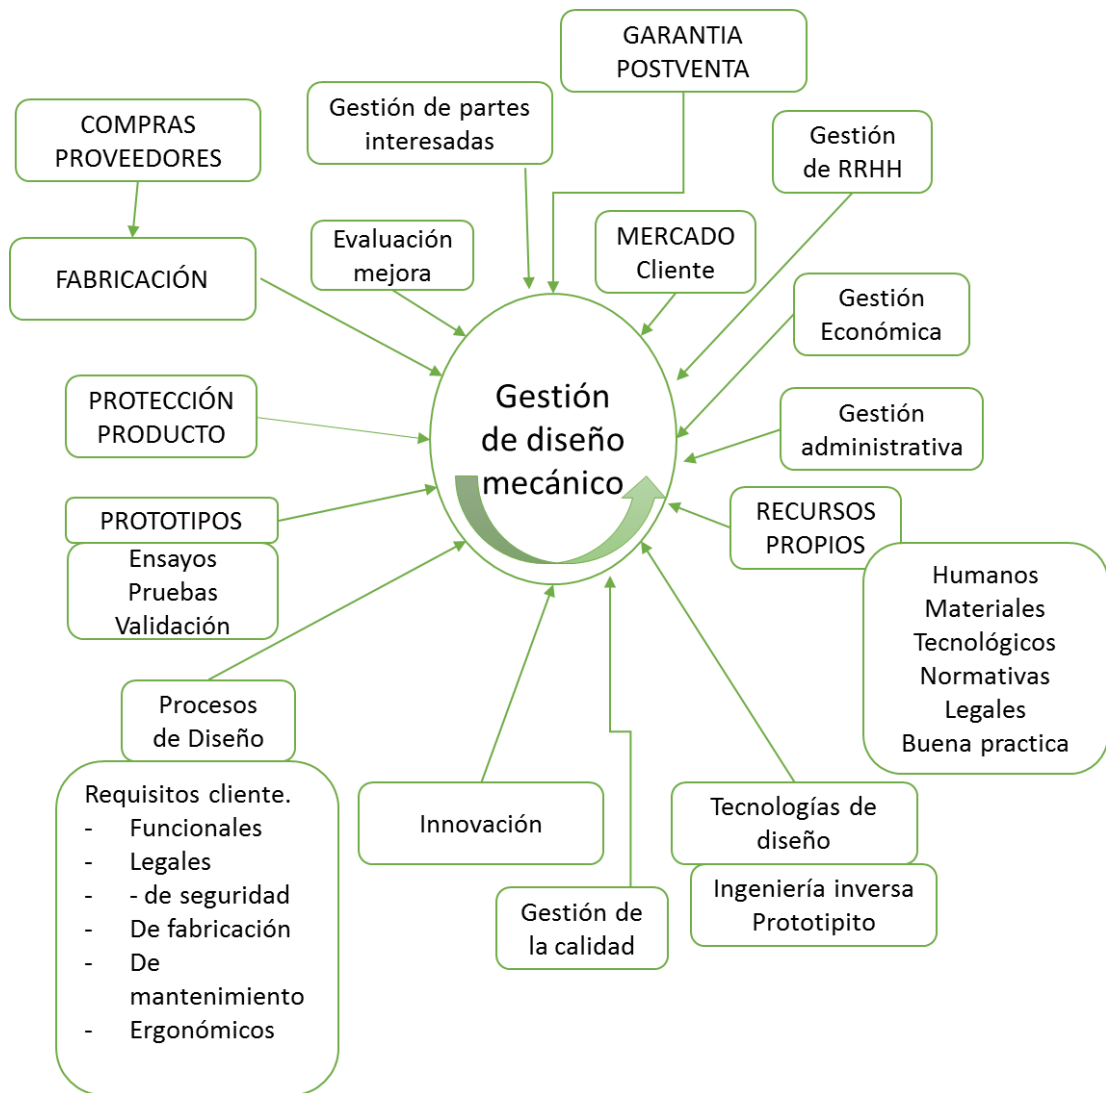 GARANTIA
POSTVENTA
Gestión de partes
interesadas
COMPRAS
PROVEEDORES
Gestión
de RRHH
Evaluación
mejora
MERCADO
Cliente
FABRICACIÓN
Gestión
Económica
Gestión
de diseño
mecánico
PROTECCIÓN
PRODUCTO
Gestión
administrativa
PROTOTIPOS
Ensayos
Pruebas
Validación
RECURSOS
PROPIOS
Humanos
Materiales
Tecnológicos
Normativas
Legales
Buena practica
Procesos
de Diseño
Requisitos cliente.
- Funcionales
- Legales
- - de seguridad
- De fabricación
- De
mantenimiento
- Ergonómicos
Innovación
Gestión de
la calidad
Tecnologías de
diseño
Ingeniería inversa
Prototipito